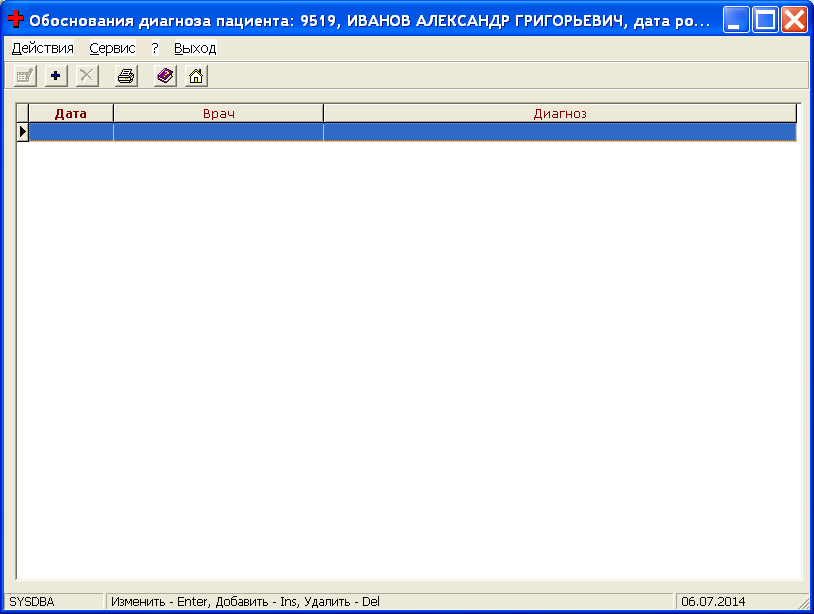 Обоснования диагноза пациента: 9519, ИВАНОВ АЛЕКСАНДР ГРИГОРЬЕВИЧ, дата ро...
Действия Сервис ? Выход
Дата Врач Диагноз
SYSDBA Изменить - Enter, Добавить - Ins, Удалить - Del 06.07.2014